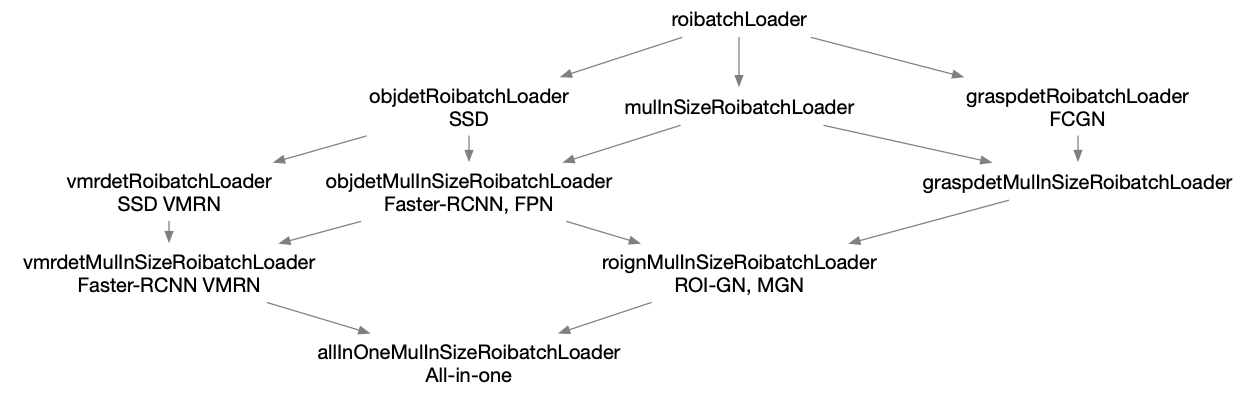 roibatchLoader
objdetRoibatchLoader
SSD
mulInSizeRoibatchLoader
graspdetRoibatchLoader
FCGN
vmrdetRoibatchLoader
SSD VMRN
objdetMulInSizeRoibatchLoader
Faster-RCNN, FPN
graspdetMulInSizeRoibatchLoader
vmrdetMulInSizeRoibatchLoader
Faster-RCNN VMRN
roignMulInSizeRoibatchLoader
ROI-GN, MGN
allInOneMulInSizeRoibatchLoader
All-in-one